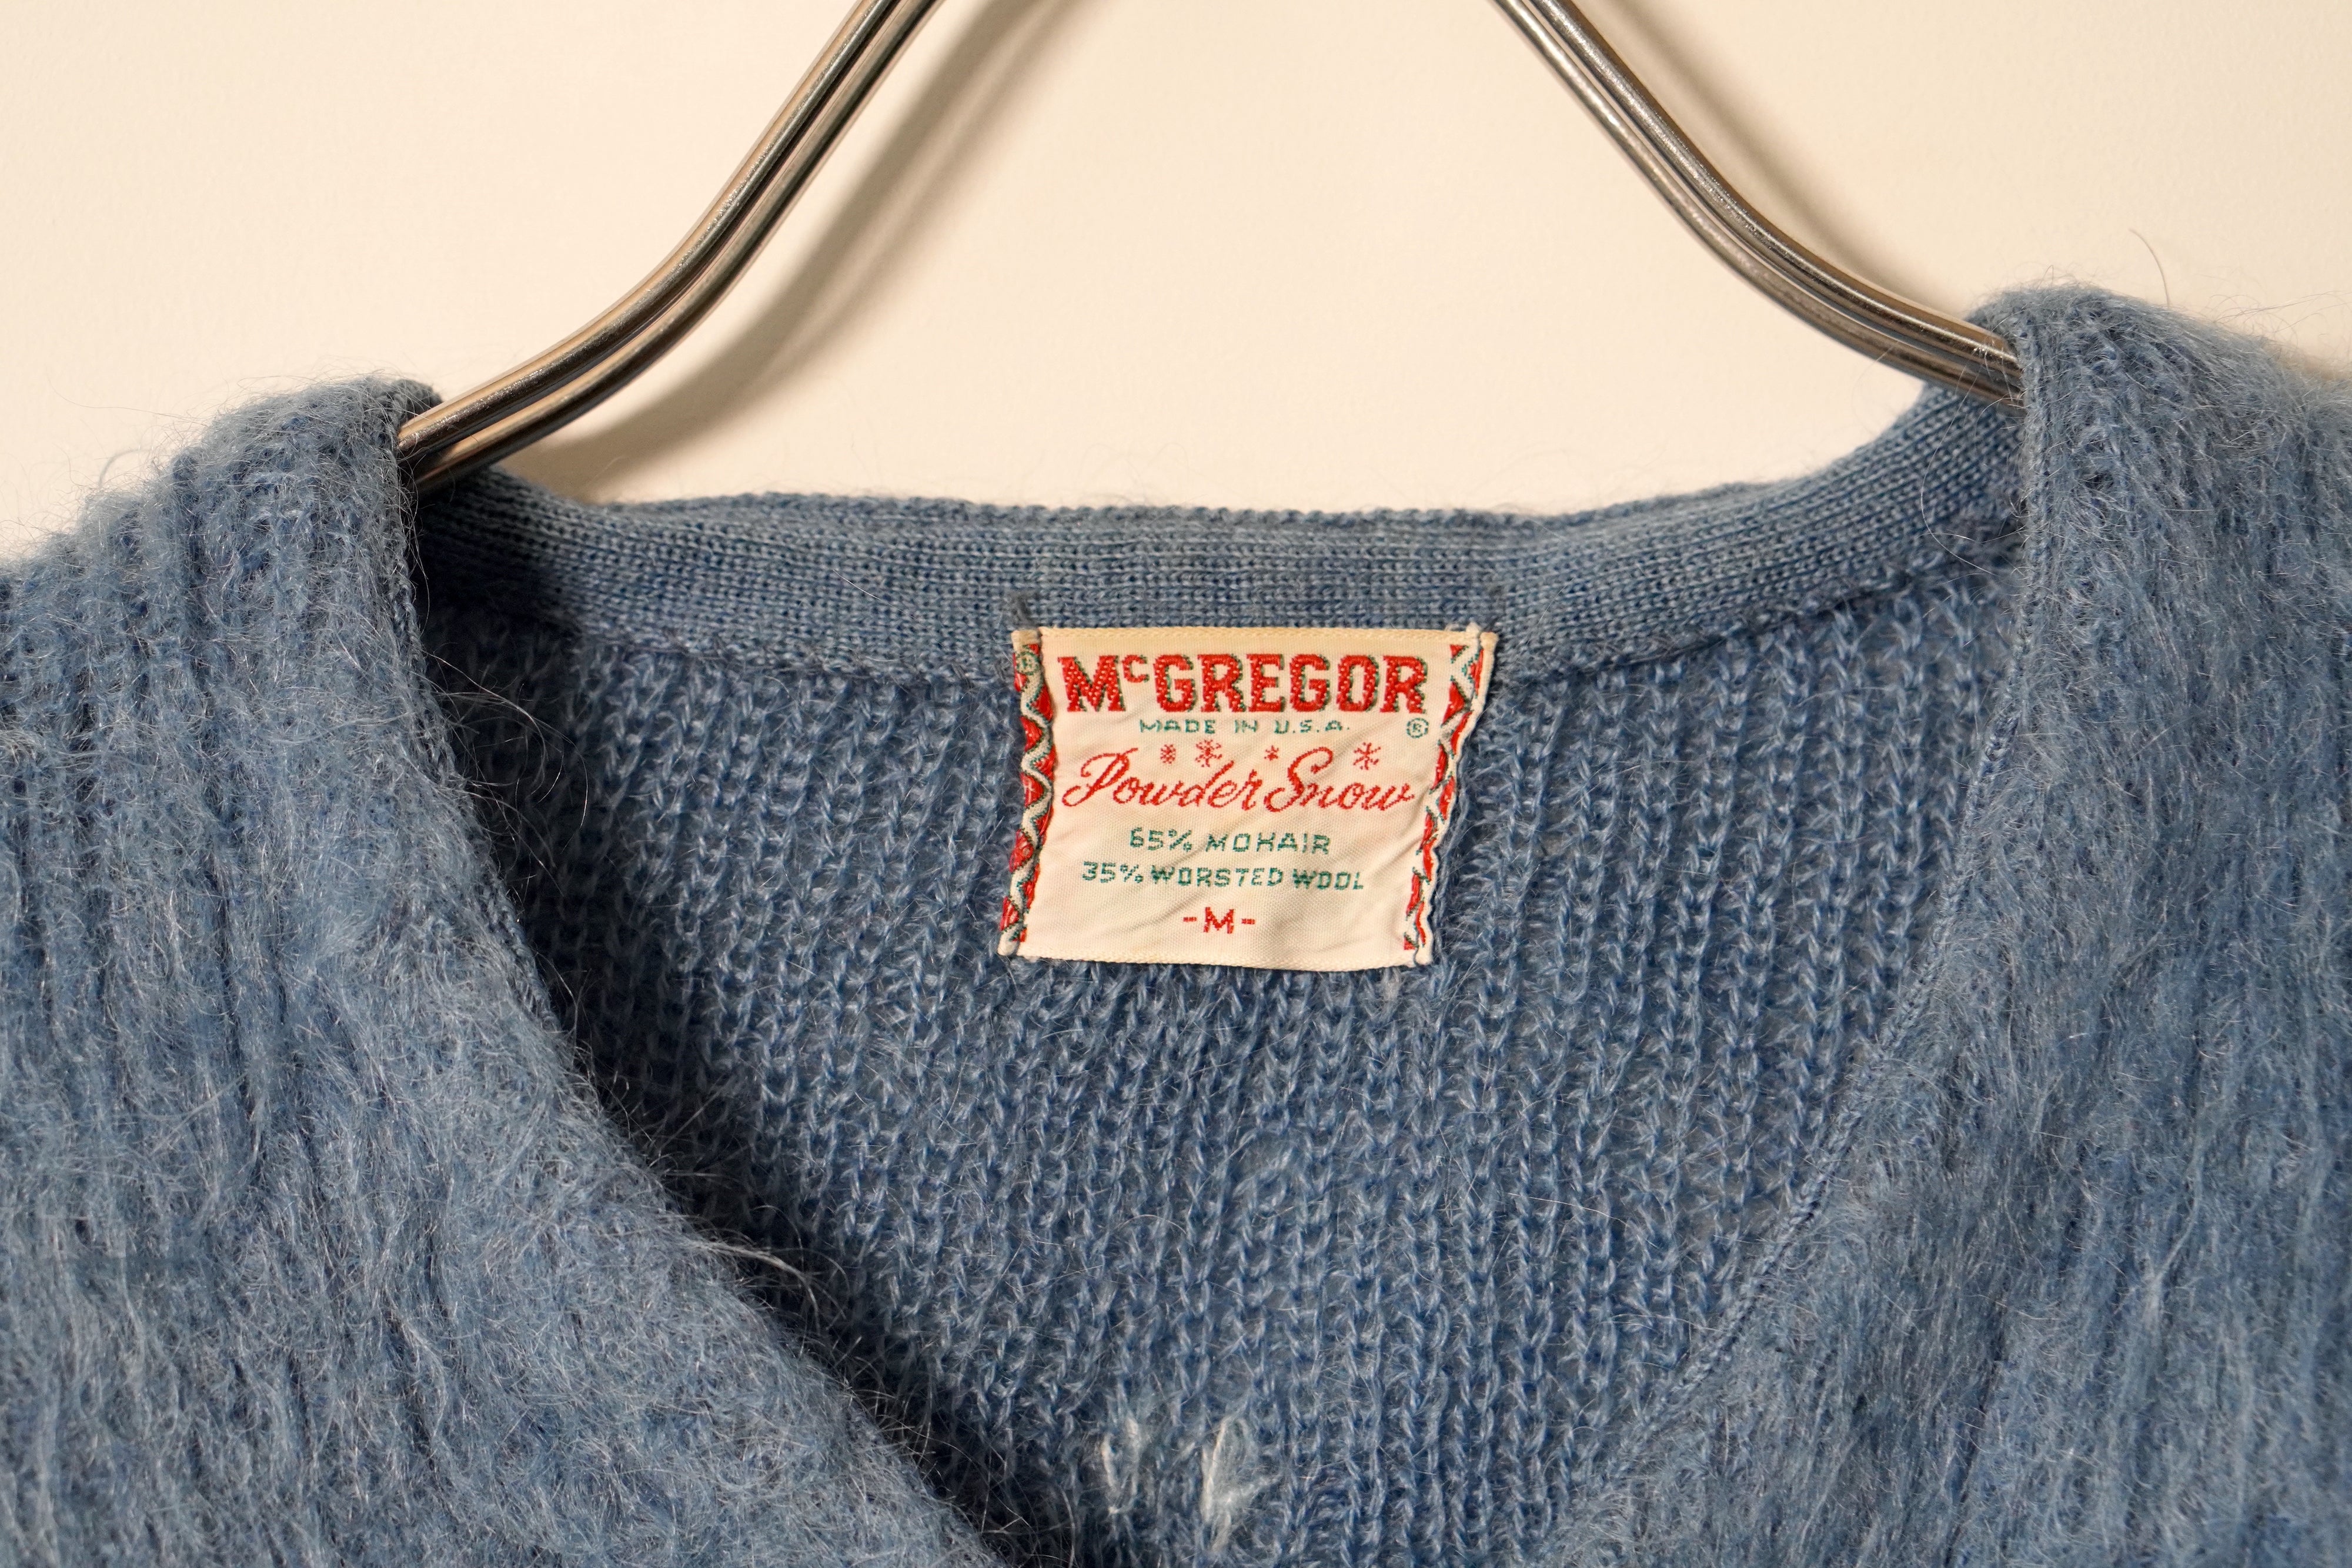 McGREGOR
MADE IN U.S.A. ®
Powder Snow
65% MOHAIR
35% WORSTED WOOL
-M-